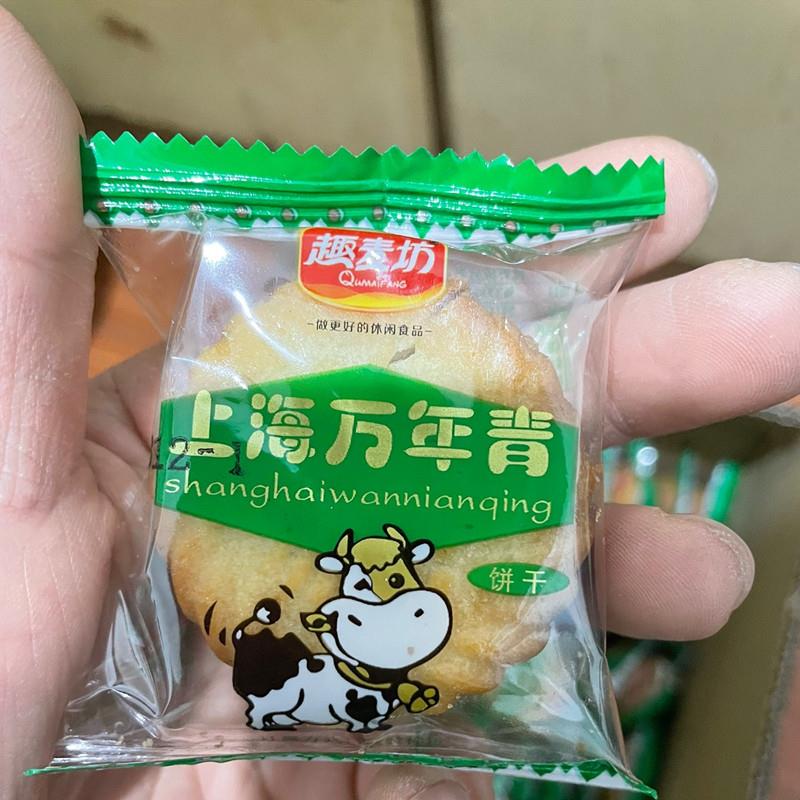 趣麦坊
QUMAIFANG
-做更好的休闲食品-
上海万年青
shanghaiwannianqing
饼干